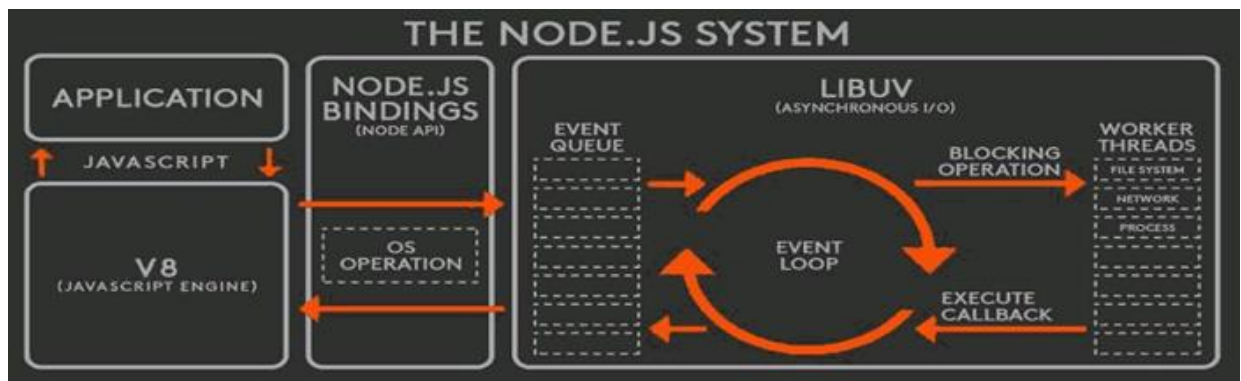 THE NODE.JS SYSTEM
APPLICATION
JAVASCRIPT
V8
(JAVASCRIPT ENGINE)
NODE.JS
BINDINGS
(NODE API)
OS
OPERATION
LIBUV
(ASYNCHRONOUS I/O)
EVENT
QUEUE
EVENT
LOOP
BLOCKING
OPERATION
EXECUTE
CALLBACK
WORKER
THREADS
FILE SYSTEM
NETWORK
PROCESS